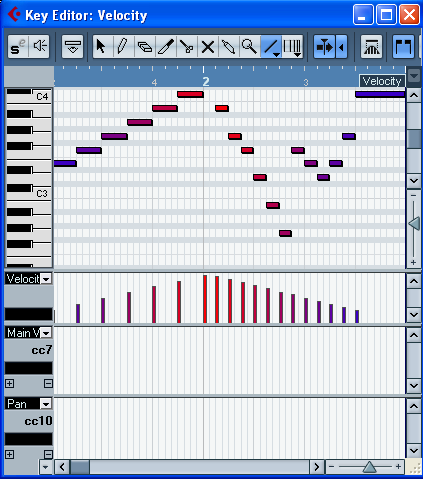 Key Editor: Velocity
4 2 3
Velocity
C4
C3
Velocit
Main V
cc7
Pan
cc10